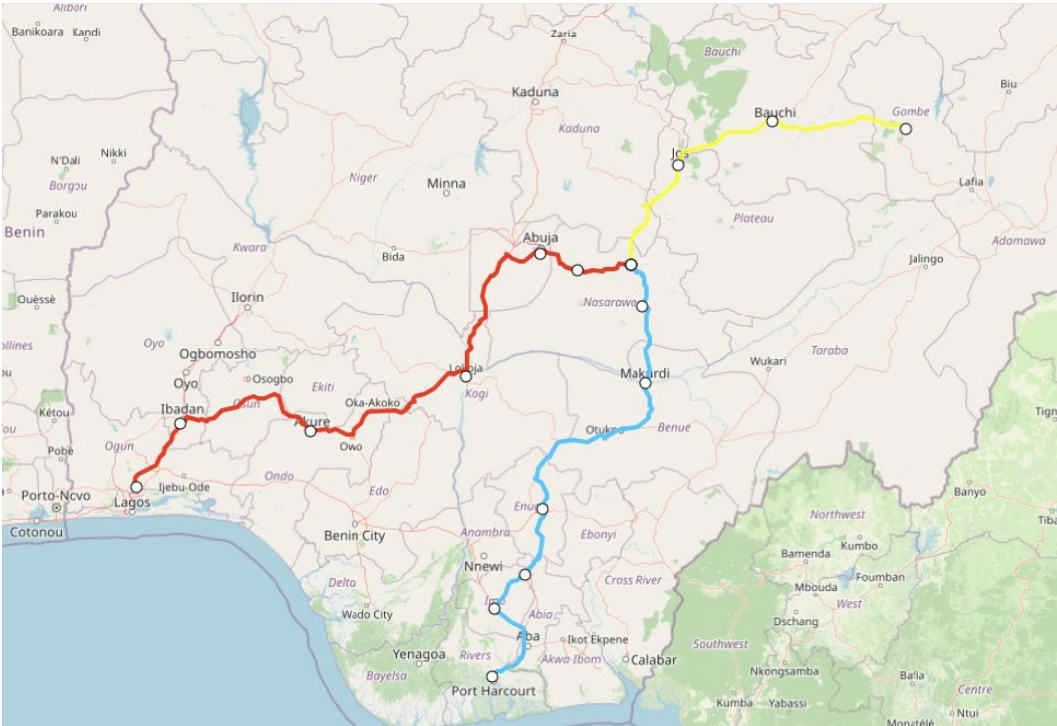 Alibori
Banikoara
Kandi
Zaria
Bauchi
Biu
Kaduna
Bauchi
Gombe
Kaduna
N'Dali
Nikki
Jos
Borgou
Niger
Minna
Lafia
Parakou
Plateau
Benin
Kwara
Abuja
Adamawa
Bida
Jalingo
Ouèssè
Ilorin
Nasarawa
ollines
Oyo
Ogbomosho
Taraba
Wukari
Lokoja
Makurdi
Oyo
Osogbo
Ekiti
Kogi
Kétou
Ibadan
Osun
Oka-Akoko
Akure
Otukpo
Benue
Ogun
Owo
Pobè
Ondo
Edo
Ijebu-Ode
Porto-Novo
Lagos
Enugu
Banyo
Cotonou
Benin City
Anambra
Ebonyi
Northwest
Nnewi
Bamenda
Kumbo
Delta
Cross River
Foumban
Imo
Mbouda
Wado City
Abia
West
Dschang
Aba
Ikot Ekpene
Southwest
Yenagoa
Rivers
Akwa Ibom
Calabar
Bayelsa
Nkongsamba
Bafia
Port Harcourt
Centre
Kumba
Yabassi
Ntui
Monatélé